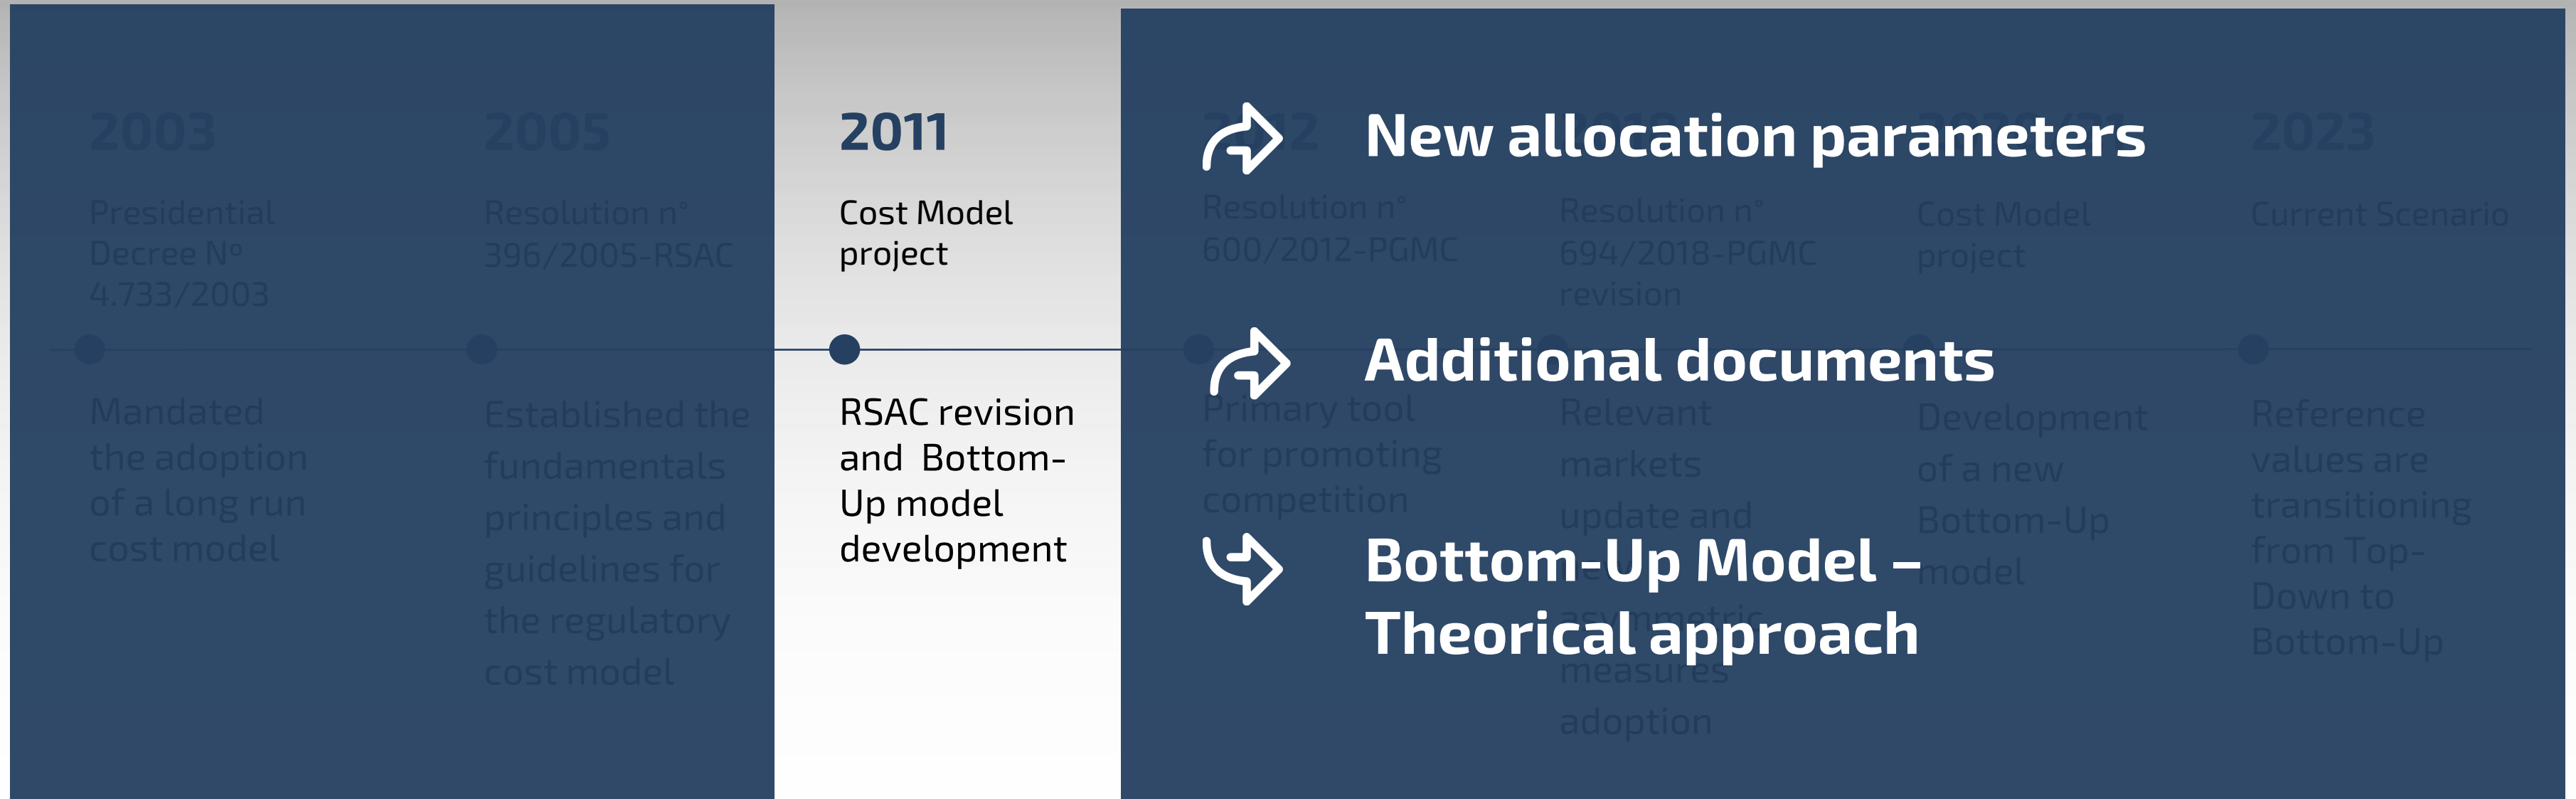 2003
Presidential
Decree Nº
4.733/2003
Mandated
the adoption
of a long run
cost model
2005
Resolution n°
396/2005-RSAC
Established the
fundamentals
principles and
guidelines for
the regulatory
cost model
2011
Cost Model
project
RSAC revision
and Bottom-
Up model
development
New allocation parameters
Additional documents
Bottom-Up Model –
Theorical approach
Resolution n°
600/2012-PGMC
Primary tool
for promoting
competition
Resolution n°
694/2018-PGMC
revision
Relevant
markets
update and
asymmetric
measures
adoption
Cost Model
project
Development
of a new
Bottom-Up
model
2023
Current Scenario
Reference
values are
transitioning
from Top-
Down to
Bottom-Up